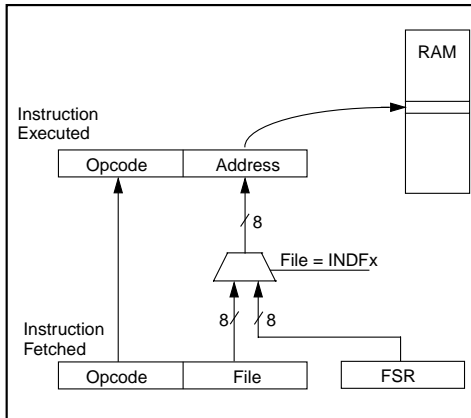 RAM
Instruction
Executed
Opcode Address
8
File = INDFx
8 8
Instruction
Fetched
Opcode File FSR